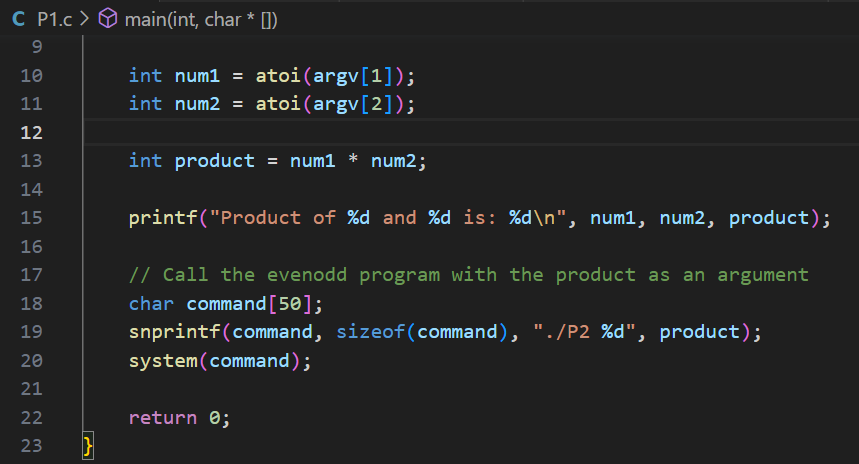 C P1.c > main(int, char * [])
9
10 int num1 = atoi(argv[1]);
11 int num2 = atoi(argv[2]);
12
13 int product = num1 * num2;
14
15 printf("Product of %d and %d is: %d\n", num1, num2, product);
16
17 // Call the evenodd program with the product as an argument
18 char command[50];
19 snprintf(command, sizeof(command), "./P2 %d", product);
20 system(command);
21
22 return 0;
23 }